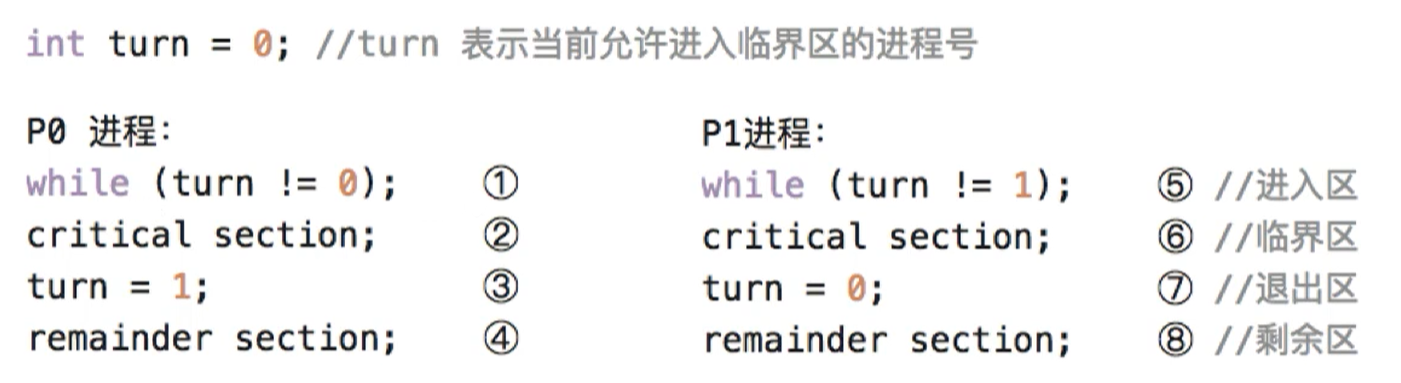 int turn = 0; //turn 表示当前允许进入临界区的进程号
P0 进程:
while (turn != 0); ①
critical section; ②
turn = 1; ③
remainder section; ④
P1进程:
while (turn != 1); ⑤ //进入区
critical section; ⑥ //临界区
turn = 0; ⑦ //退出区
remainder section; ⑧ //剩余区